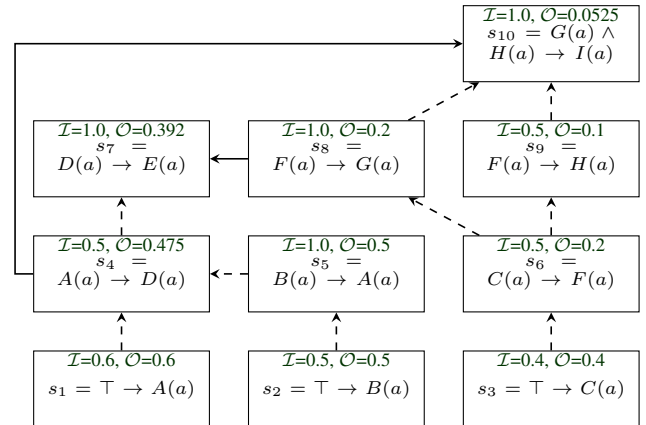 ℐ=1.0, 𝒪=0.0525
s₁₀ = G(a) ∧
H(a) → I(a)
ℐ=1.0, 𝒪=0.392
s₇ =
D(a) → E(a)
ℐ=1.0, 𝒪=0.2
s₈ =
F(a) → G(a)
ℐ=0.5, 𝒪=0.1
s₉ =
F(a) → H(a)
ℐ=0.5, 𝒪=0.475
s₄ =
A(a) → D(a)
ℐ=1.0, 𝒪=0.5
s₅ =
B(a) → A(a)
ℐ=0.5, 𝒪=0.2
s₆ =
C(a) → F(a)
ℐ=0.6, 𝒪=0.6
s₁ = ⊤ → A(a)
ℐ=0.5, 𝒪=0.5
s₂ = ⊤ → B(a)
ℐ=0.4, 𝒪=0.4
s₃ = ⊤ → C(a)